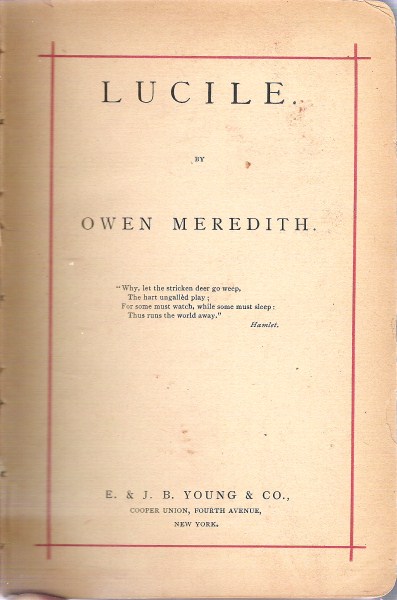 LUCILE.
BY
OWEN MEREDITH.
"Why, let the stricken deer go weep,
The hart ungallèd play;
For some must watch, while some must sleep:
Thus runs the world away."
Hamlet.
E. & J. B. YOUNG & CO.,
COOPER UNION, FOURTH AVENUE,
NEW YORK.